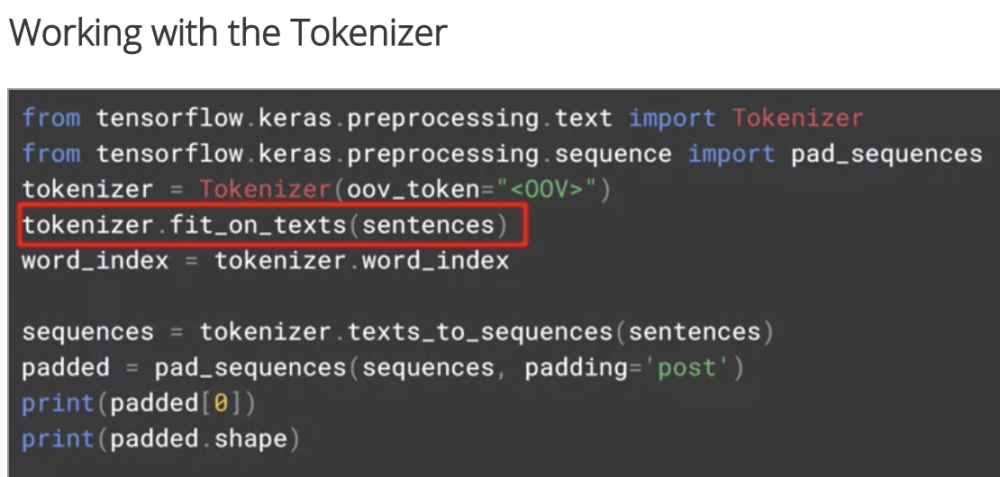 Working with the Tokenizer
from tensorflow.keras.preprocessing.text import Tokenizer
from tensorflow.keras.preprocessing.sequence import pad_sequences
tokenizer = Tokenizer(oov_token="<OOV>")
tokenizer.fit_on_texts(sentences)
word_index = tokenizer.word_index
sequences = tokenizer.texts_to_sequences(sentences)
padded = pad_sequences(sequences, padding='post')
print(padded[0])
print(padded.shape)